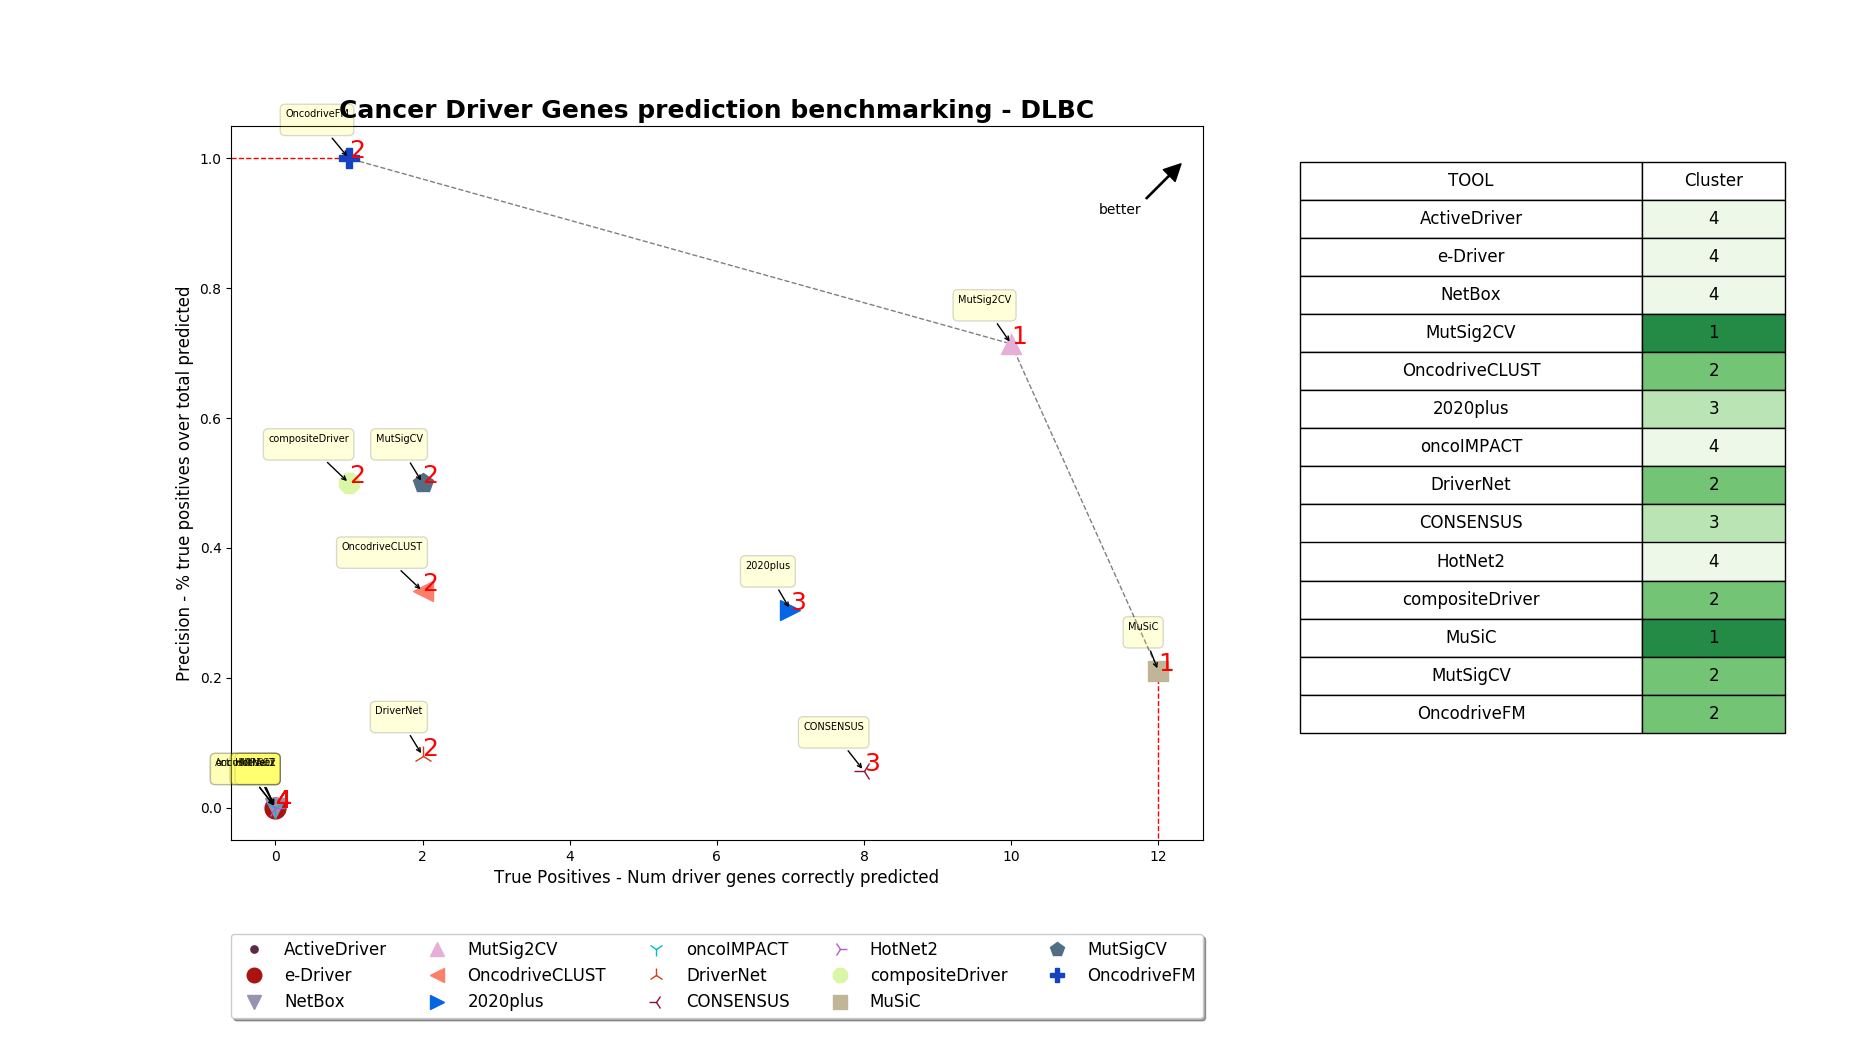 Cancer Driver Genes prediction benchmarking - DLBC
OncodriveFM
2
better
MutSig2CV
1
compositeDriver
2
MutSigCV
2
OncodriveCLUST
2
2020plus
3
MuSiC
1
DriverNet
2
CONSENSUS
3
4
1.0
0.8
0.6
0.4
0.2
0.0
Precision - % true positives over total predicted
0 2 4 6 8 10 12
True Positives - Num driver genes correctly predicted
ActiveDriver
e-Driver
NetBox
MutSig2CV
OncodriveCLUST
2020plus
oncoIMPACT
DriverNet
CONSENSUS
HotNet2
compositeDriver
MuSiC
MutSigCV
OncodriveFM
TOOL Cluster
ActiveDriver 4
e-Driver 4
NetBox 4
MutSig2CV 1
OncodriveCLUST 2
2020plus 3
oncoIMPACT 4
DriverNet 2
CONSENSUS 3
HotNet2 4
compositeDriver 2
MuSiC 1
MutSigCV 2
OncodriveFM 2